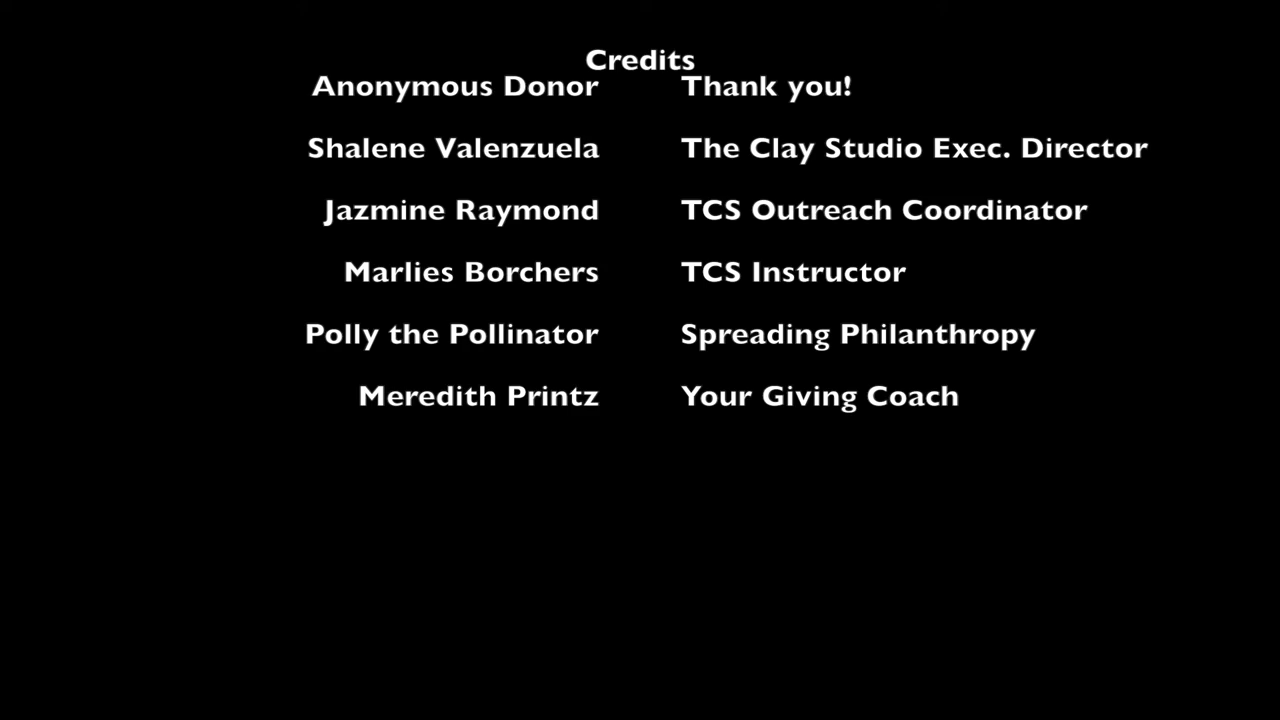 Credits
Anonymous Donor Thank you!
Shalene Valenzuela The Clay Studio Exec. Director
Jazmine Raymond TCS Outreach Coordinator
Marlies Borchers TCS Instructor
Polly the Pollinator Spreading Philanthropy
Meredith Printz Your Giving Coach